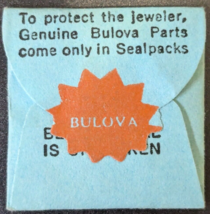 To protect the jeweler,
Genuine Bulova Parts
come only in Sealpacks
BULOVA
IS